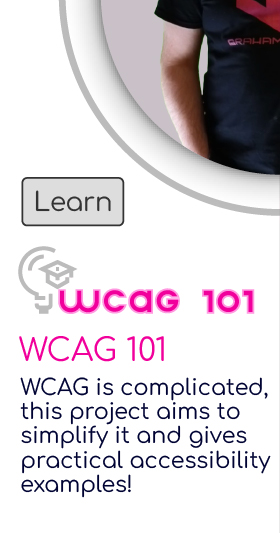 GRAHAM
Learn
WCAG 101
WCAG 101
WCAG is complicated,
this project aims to
simplify it and gives
practical accessibility
examples!